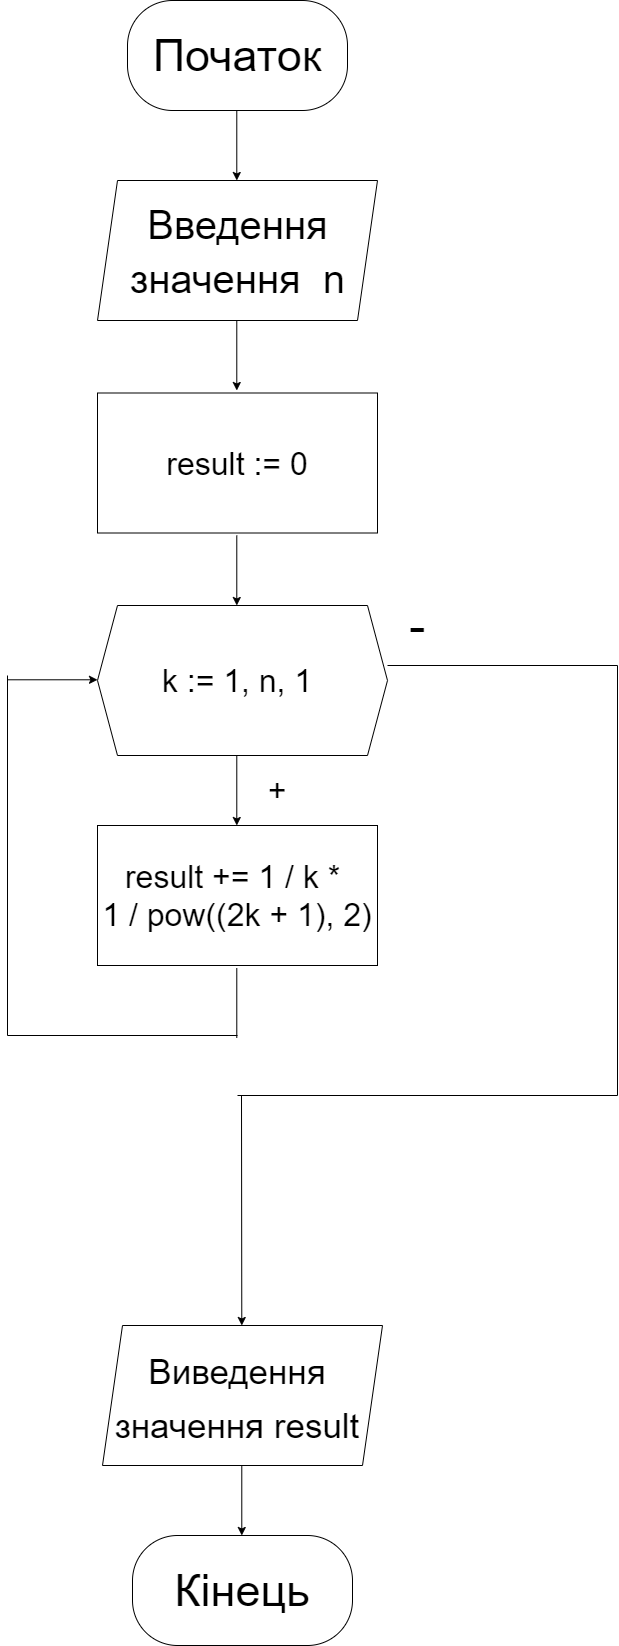 Початок
Введення
значення n
result := 0
-
k := 1, n, 1
+
result += 1 / k *
1 / pow((2k + 1), 2)
Виведення
значення result
Кінець